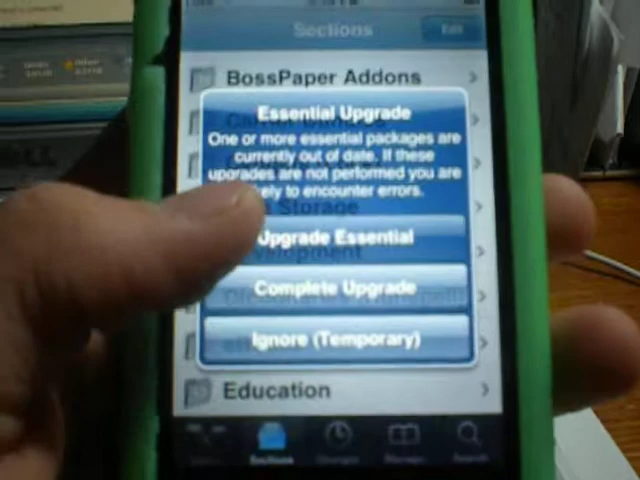 Sections
Edit
BossPaper Addons
Essential Upgrade
One or more essential packages are
currently out of date. If these
upgrades are not performed you are
likely to encounter errors.
Storage
Upgrade Essential
Complete Upgrade
Ignore (Temporary)
Education
Sections
Changes
Search